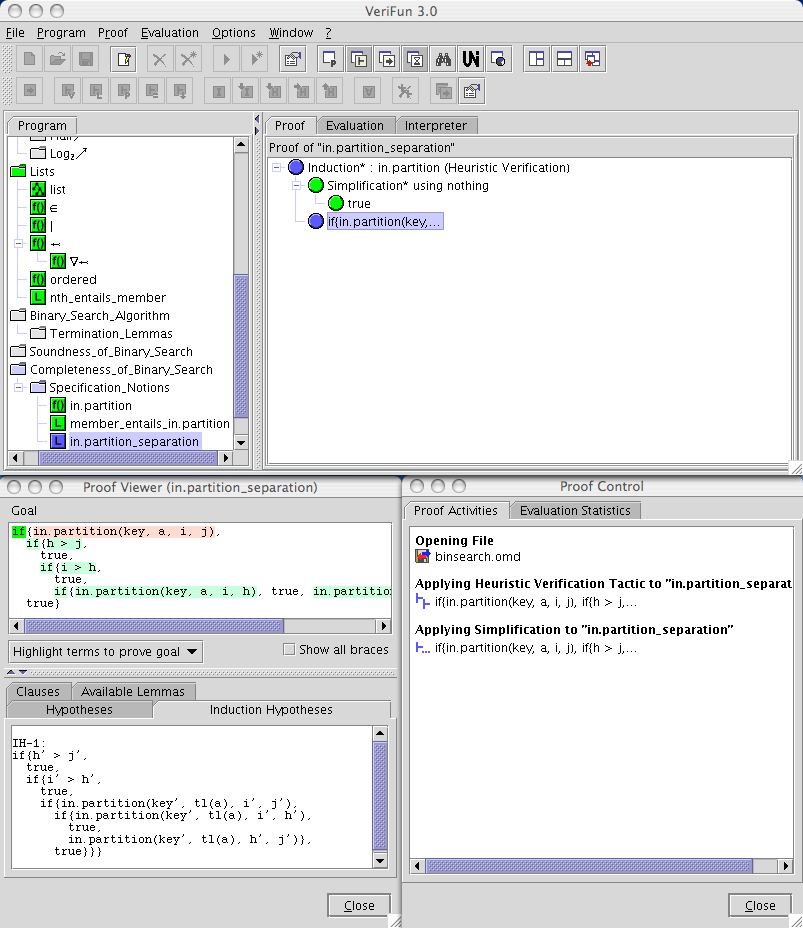 VeriFun 3.0
File Program Proof Evaluation Options Window ?
Program
Log₂↗
Lists
list
f() ∈
f() |
f()
f()
f() ordered
L nth_entails_member
Binary_Search_Algorithm
Termination_Lemmas
Soundness_of_Binary_Search
Completeness_of_Binary_Search
Specification_Notions
f() in.partition
L member_entails_in.partition
L in.partition_separation
Proof Evaluation Interpreter
Proof of "in.partition_separation"
Induction* : in.partition (Heuristic Verification)
Simplification* using nothing
true
if{in.partition(key,...
Proof Viewer (in.partition_separation)
Goal
if{in.partition(key, a, i, j),
if{h > j,
true,
if{i > h,
true,
if{in.partition(key, a, i, h), true, in.partition
true}
Highlight terms to prove goal
Show all braces
Clauses Available Lemmas
Hypotheses Induction Hypotheses
IH-1:
if{h' > j',
true,
if{i' > h',
true,
if{in.partition(key', tl(a), i', j'),
if{in.partition(key', tl(a), i', h'),
true,
in.partition(key', tl(a), h', j')},
true}}}
Close
Proof Control
Proof Activities Evaluation Statistics
Opening File
binsearch.omd
Applying Heuristic Verification Tactic to "in.partition_separat
if{in.partition(key, a, i, j), if{h > j,...
Applying Simplification to "in.partition_separation"
if{in.partition(key, a, i, j), if{h > j,...
Close